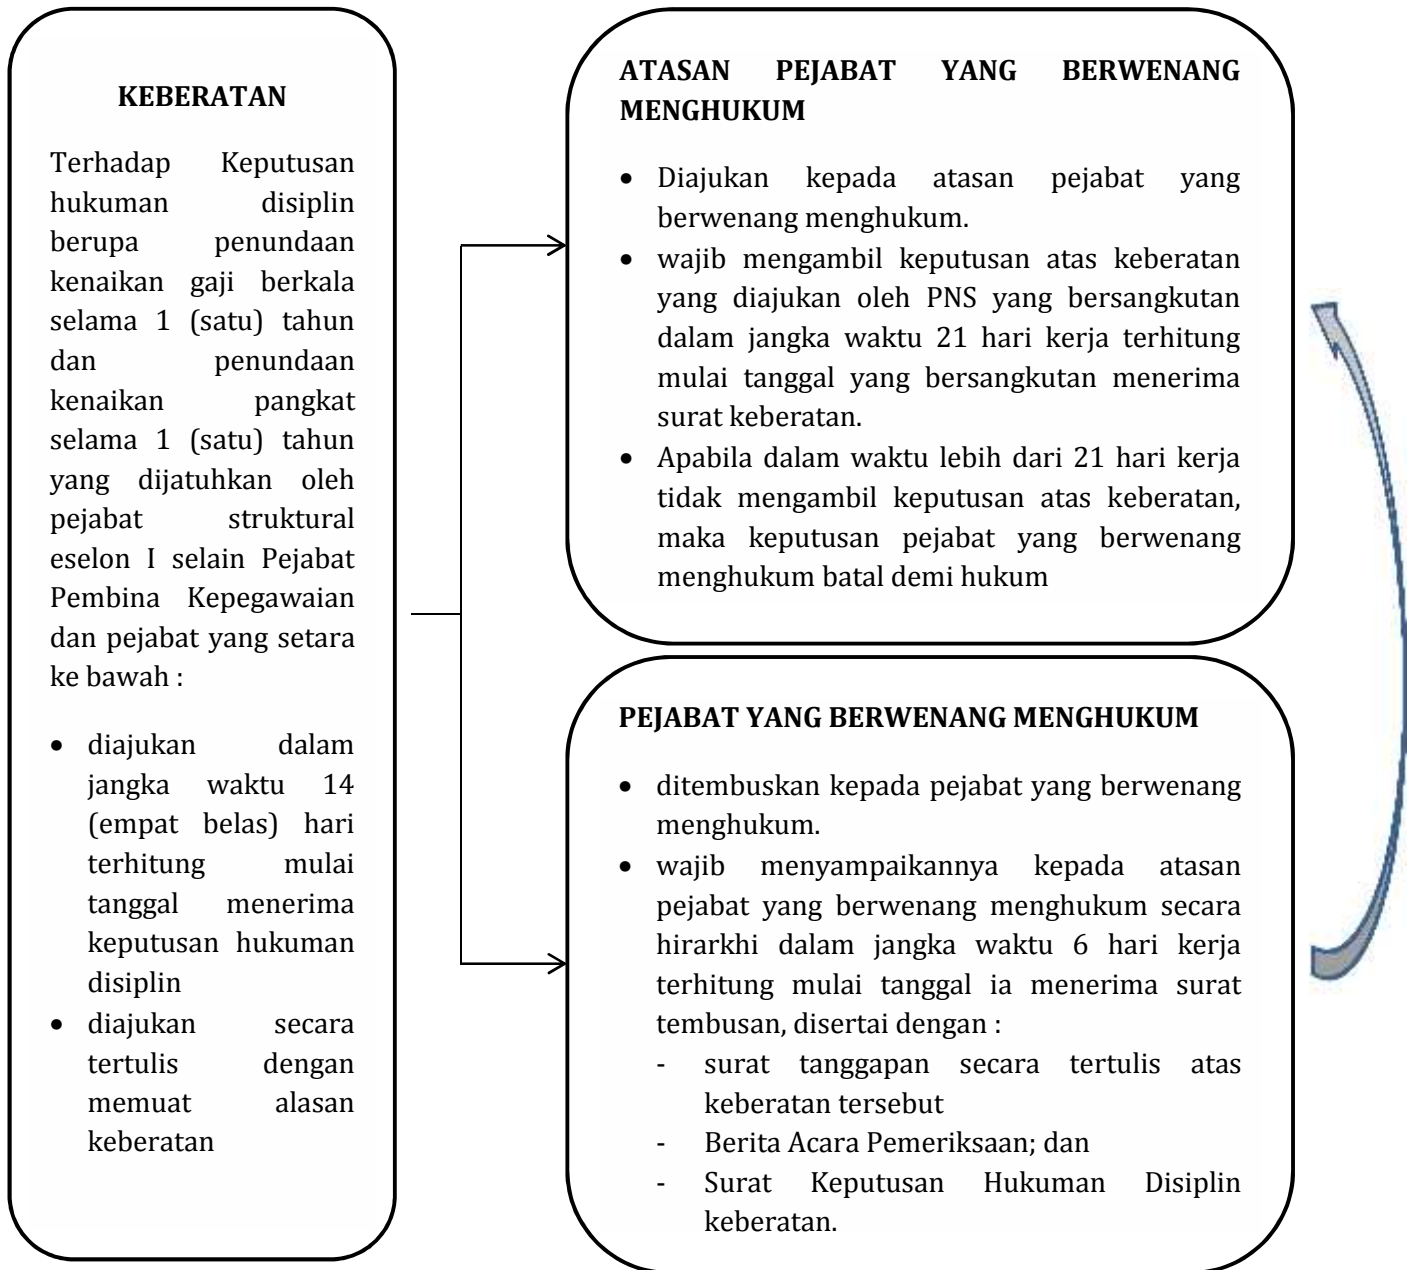 KEBERATAN
Terhadap Keputusan
hukuman disiplin
berupa penundaan
kenaikan gaji berkala
selama 1 (satu) tahun
dan penundaan
kenaikan pangkat
selama 1 (satu) tahun
yang dijatuhkan oleh
pejabat struktural
eselon I selain Pejabat
Pembina Kepegawaian
dan pejabat yang setara
ke bawah :
• diajukan dalam
jangka waktu 14
(empat belas) hari
terhitung mulai
tanggal menerima
keputusan hukuman
disiplin
• diajukan secara
tertulis dengan
memuat alasan
keberatan
ATASAN PEJABAT YANG BERWENANG
MENGHUKUM
• Diajukan kepada atasan pejabat yang
berwenang menghukum.
• wajib mengambil keputusan atas keberatan
yang diajukan oleh PNS yang bersangkutan
dalam jangka waktu 21 hari kerja terhitung
mulai tanggal yang bersangkutan menerima
surat keberatan.
• Apabila dalam waktu lebih dari 21 hari kerja
tidak mengambil keputusan atas keberatan,
maka keputusan pejabat yang berwenang
menghukum batal demi hukum
PEJABAT YANG BERWENANG MENGHUKUM
• ditembuskan kepada pejabat yang berwenang
menghukum.
• wajib menyampaikannya kepada atasan
pejabat yang berwenang menghukum secara
hirarkhi dalam jangka waktu 6 hari kerja
terhitung mulai tanggal ia menerima surat
tembusan, disertai dengan :
- surat tanggapan secara tertulis atas
keberatan tersebut
- Berita Acara Pemeriksaan; dan
- Surat Keputusan Hukuman Disiplin
keberatan.